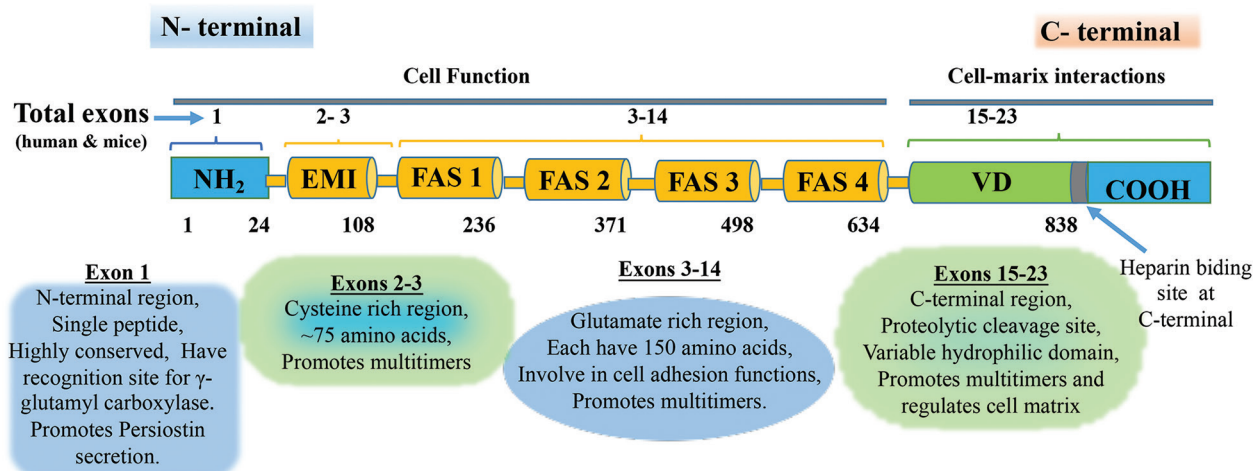 N- terminal
C- terminal
Cell Function
Cell-marix interactions
Total exons
(human & mice)
1
2- 3
3-14
15-23
NH₂
EMI
FAS 1
FAS 2
FAS 3
FAS 4
VD
COOH
1
24
108
236
371
498
634
838
Exon 1
N-terminal region,
Single peptide,
Highly conserved, Have
recognition site for γ-
glutamyl carboxylase.
Promotes Persiostin
secretion.
Exons 2-3
Cysteine rich region,
~75 amino acids,
Promotes multitimers
Exons 3-14
Glutamate rich region,
Each have 150 amino acids,
Involve in cell adhesion functions,
Promotes multitimers.
Exons 15-23
C-terminal region,
Proteolytic cleavage site,
Variable hydrophilic domain,
Promotes multitimers and
regulates cell matrix
Heparin biding
site at
C-terminal